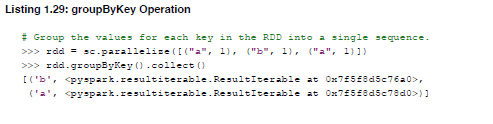 Listing 1.29: groupByKey Operation
# Group the values for each key in the RDD into a single sequence.
>>> rdd = sc.parallelize([("a", 1), ("b", 1), ("a", 1)])
>>> rdd.groupByKey().collect()
[('b', <pyspark.resultiterable.ResultIterable at 0x7f5f8d5c76a0>,
('a', <pyspark.resultiterable.ResultIterable at 0x7f5f8d5c78d0>)]